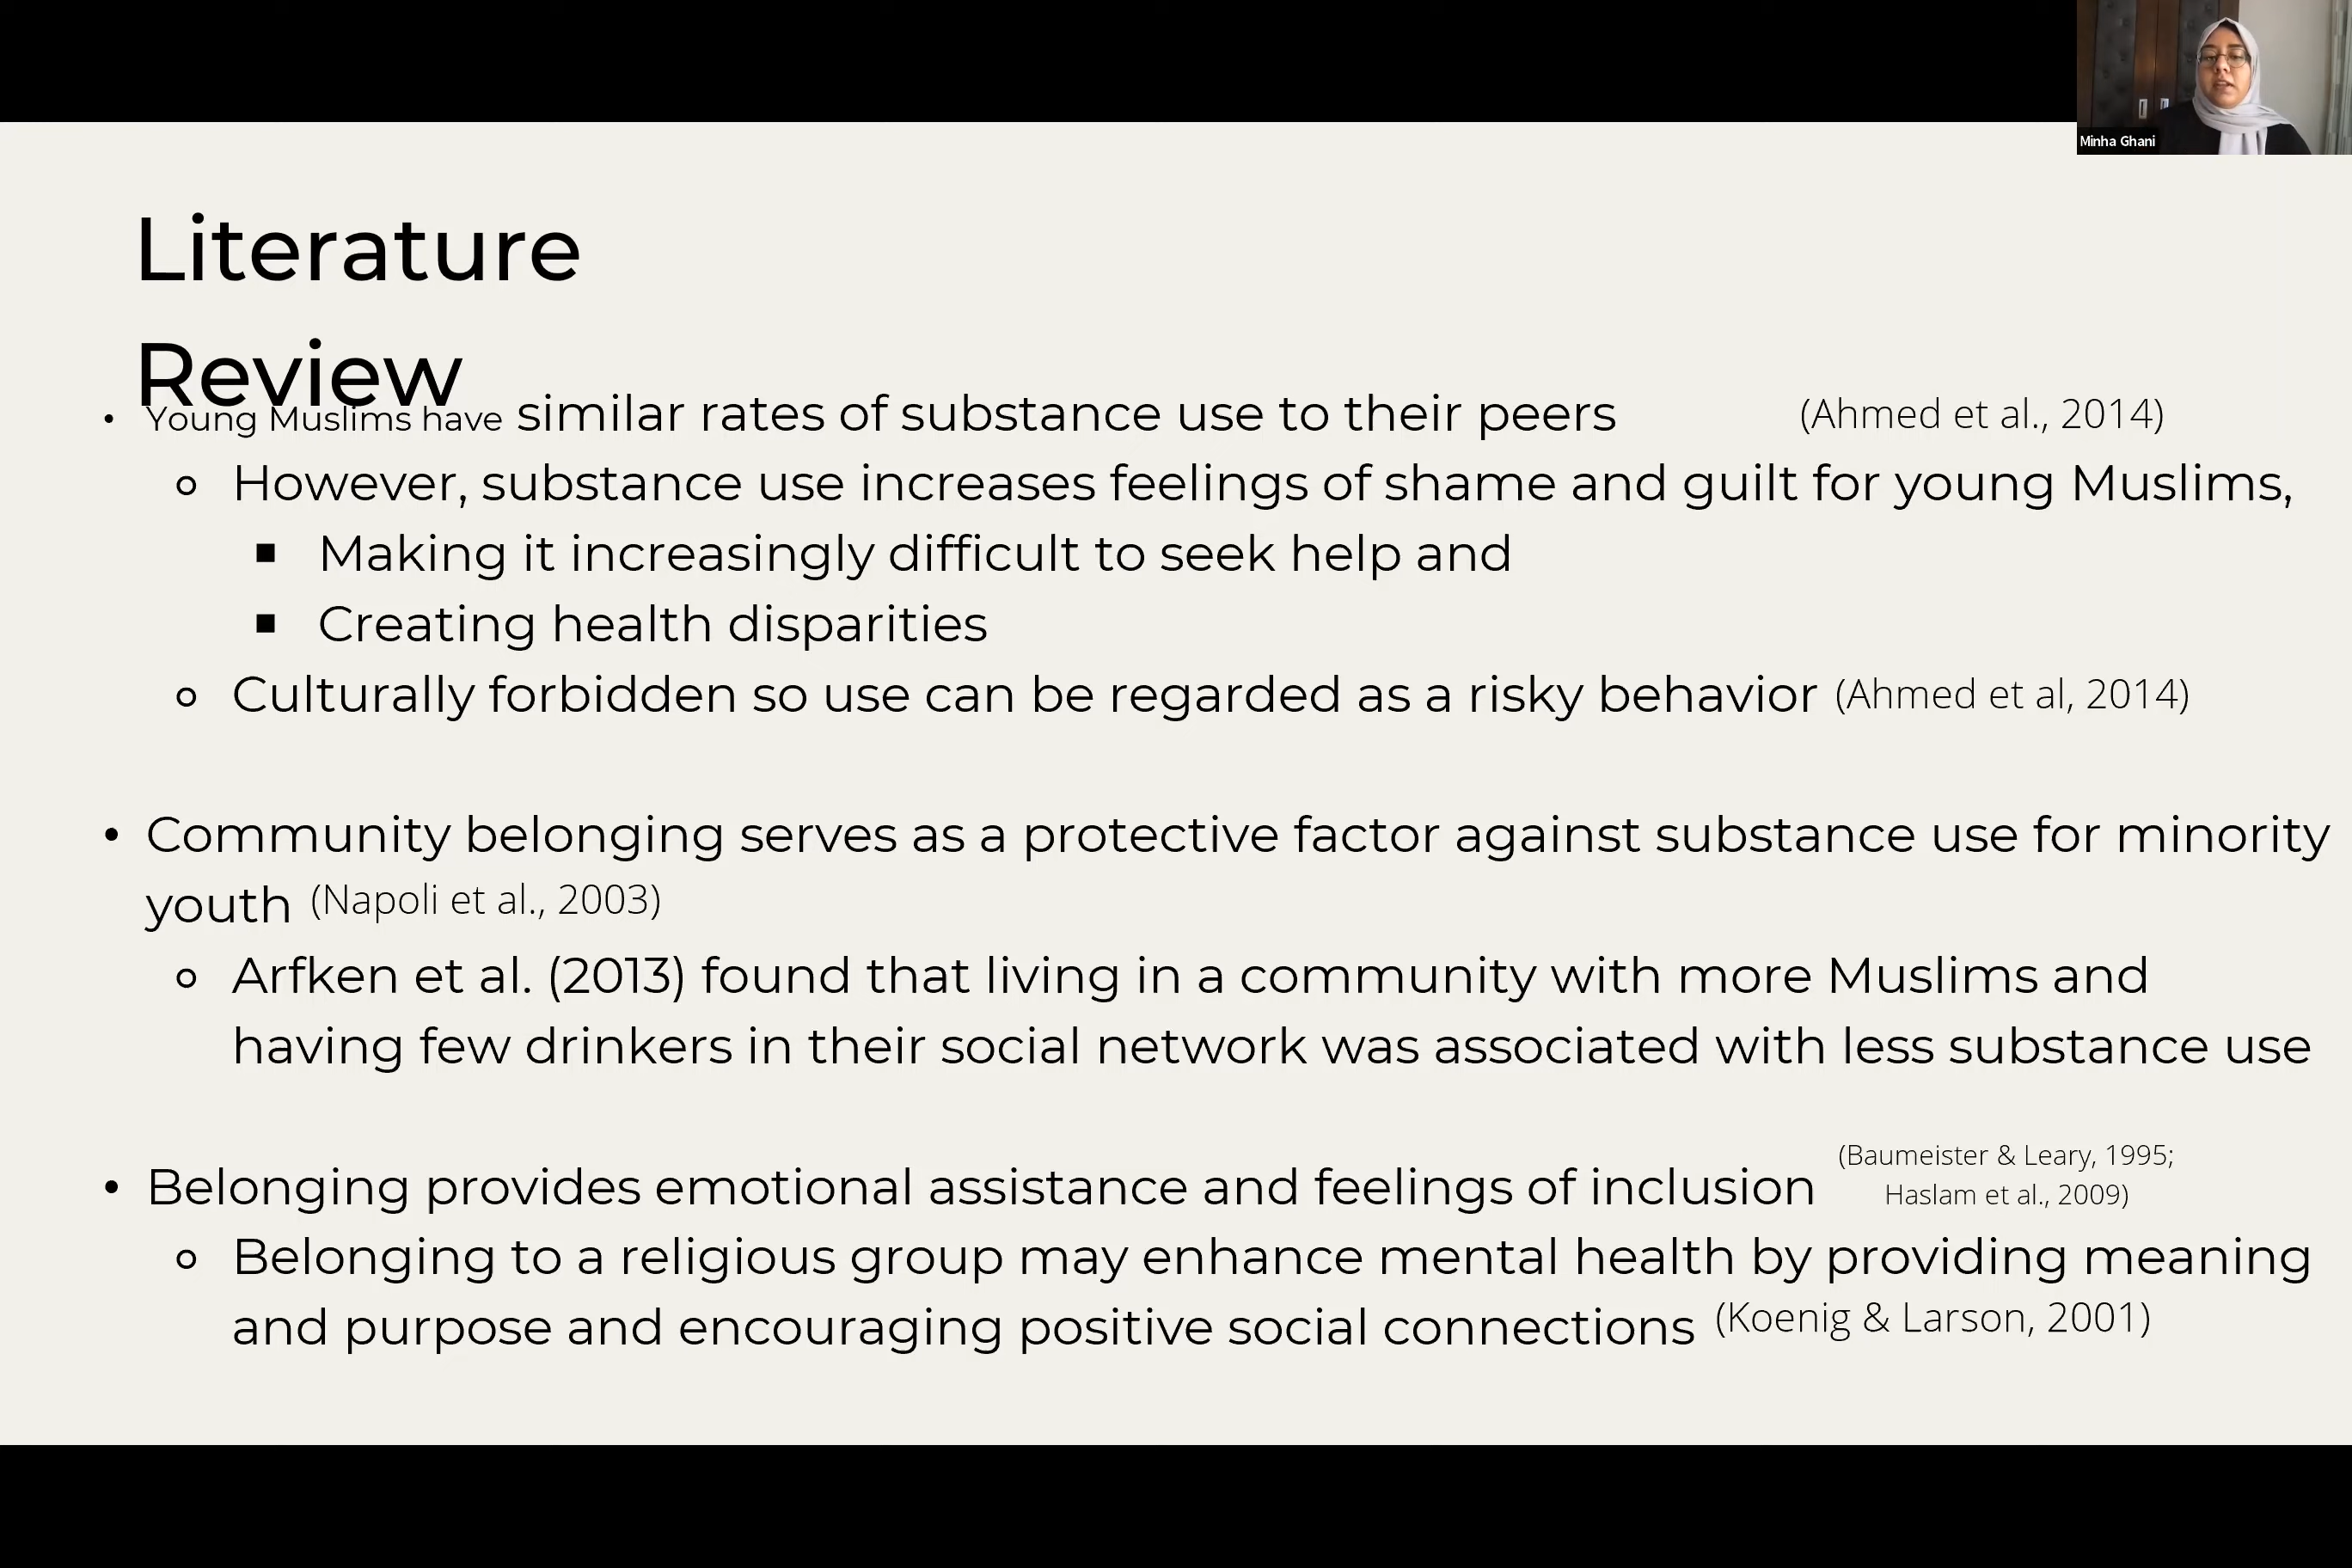 Minha Ghani
Literature
Review
• Young Muslims have similar rates of substance use to their peers (Ahmed et al., 2014)
However, substance use increases feelings of shame and guilt for young Muslims,
▪ Making it increasingly difficult to seek help and
▪ Creating health disparities
Culturally forbidden so use can be regarded as a risky behavior (Ahmed et al, 2014)
• Community belonging serves as a protective factor against substance use for minority
youth (Napoli et al., 2003)
Arfken et al. (2013) found that living in a community with more Muslims and
having few drinkers in their social network was associated with less substance use
(Baumeister & Leary, 1995;
Haslam et al., 2009)
• Belonging provides emotional assistance and feelings of inclusion
Belonging to a religious group may enhance mental health by providing meaning
and purpose and encouraging positive social connections (Koenig & Larson, 2001)